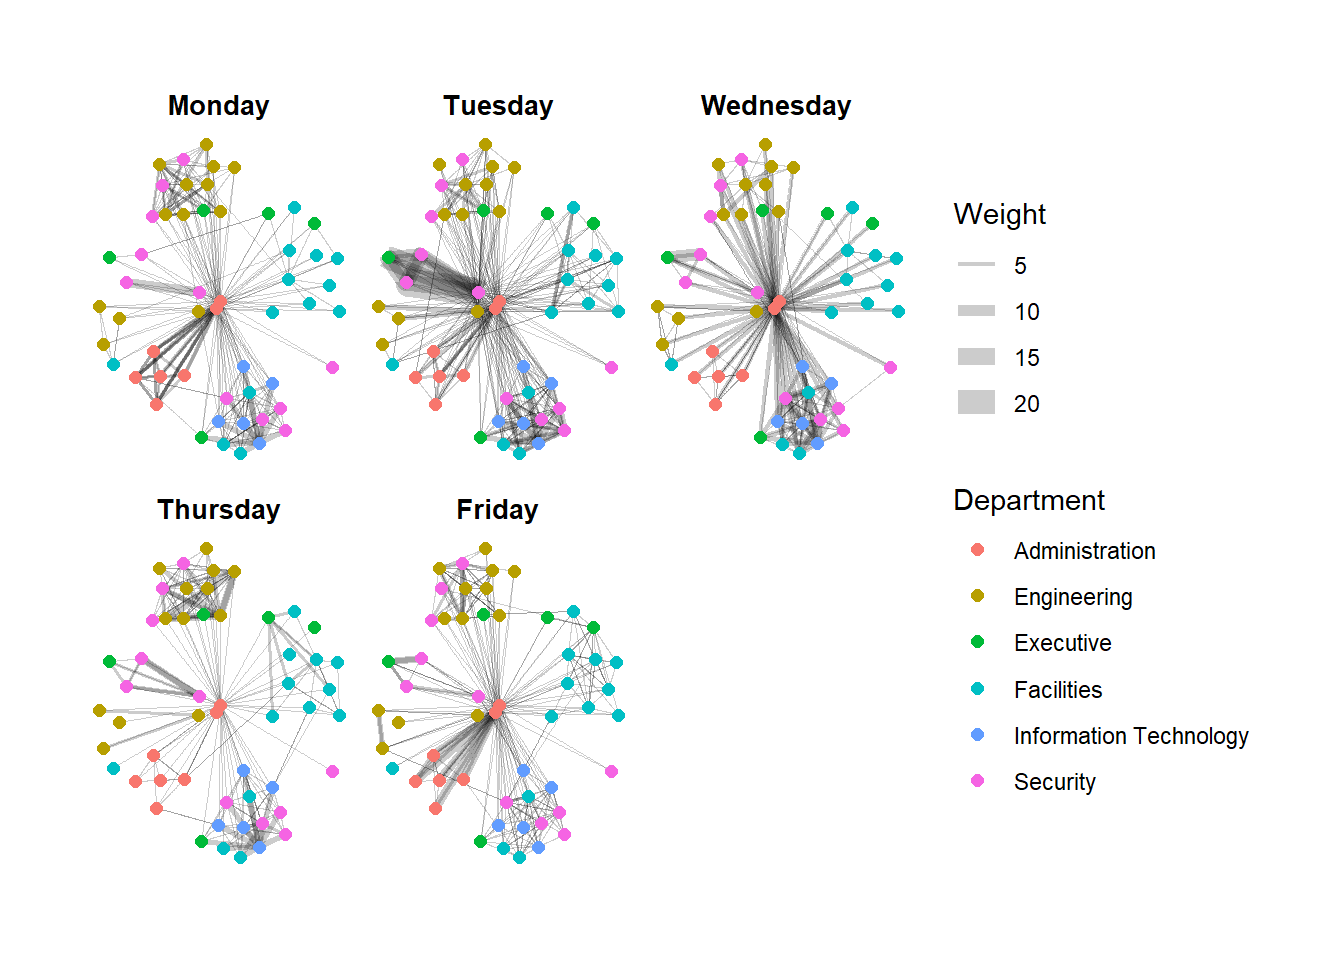 Monday
Tuesday
Wednesday
Thursday
Friday
Weight
5
10
15
20
Department
Administration
Engineering
Executive
Facilities
Information Technology
Security